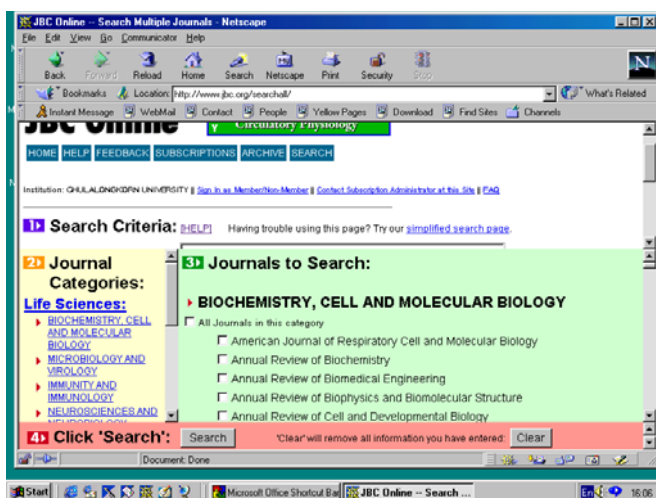 JBC Online -- Search Multiple Journals - Netscape
File Edit View Go Communicator Help
Back Forward Reload Home Search Netscape Print Security Stop
Bookmarks Location: http://www.jbc.org/searchall/ What's Related
Instant Message WebMail Contact People Yellow Pages Download Find Sites Channels
JBC Online
Circulatory Physiology
HOME HELP FEEDBACK SUBSCRIPTIONS ARCHIVE SEARCH
Institution: CHULALONGKORN UNIVERSITY || Sign In as Member/Non-Member || Contact Subscription Administrator at this Site || FAQ
1 Search Criteria: [HELP] Having trouble using this page? Try our simplified search page.
2 Journal Categories:
Life Sciences:
BIOCHEMISTRY, CELL
AND MOLECULAR
BIOLOGY
MICROBIOLOGY AND
VIROLOGY
IMMUNITY AND
IMMUNOLOGY
NEUROSCIENCES AND
NEUROBIOLOGY
3 Journals to Search:
BIOCHEMISTRY, CELL AND MOLECULAR BIOLOGY
All Journals in this category
American Journal of Respiratory Cell and Molecular Biology
Annual Review of Biochemistry
Annual Review of Biomedical Engineering
Annual Review of Biophysics and Biomolecular Structure
Annual Review of Cell and Developmental Biology
4 Click 'Search': Search 'Clear' will remove all information you have entered: Clear
Document: Done
Start Microsoft Office Shortcut Bar JBC Online -- Search ... En 16:06